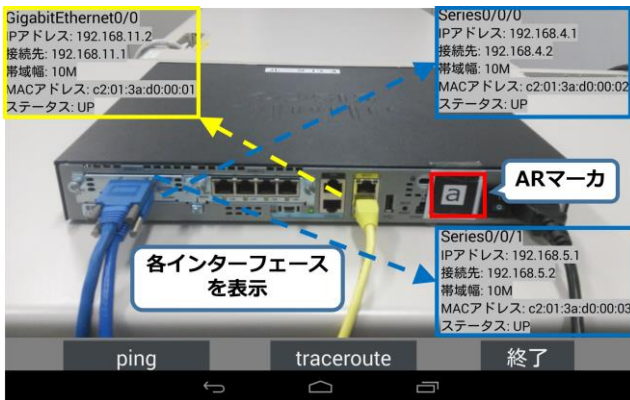 GigabitEthernet0/0
IPアドレス: 192.168.11.2
接続先: 192.168.11.1
帯域幅: 10M
MACアドレス: c2:01:3a:d0:00:01
ステータス: UP
Series0/0/0
IPアドレス: 192.168.4.1
接続先: 192.168.4.2
帯域幅: 10M
MACアドレス: c2:01:3a:d0:00:02
ステータス: UP
ARマーカ
a
各インターフェース
を表示
Series0/0/1
IPアドレス: 192.168.5.1
接続先: 192.168.5.2
帯域幅: 10M
MACアドレス: c2:01:3a:d0:00:03
ステータス: UP
ping
traceroute
終了